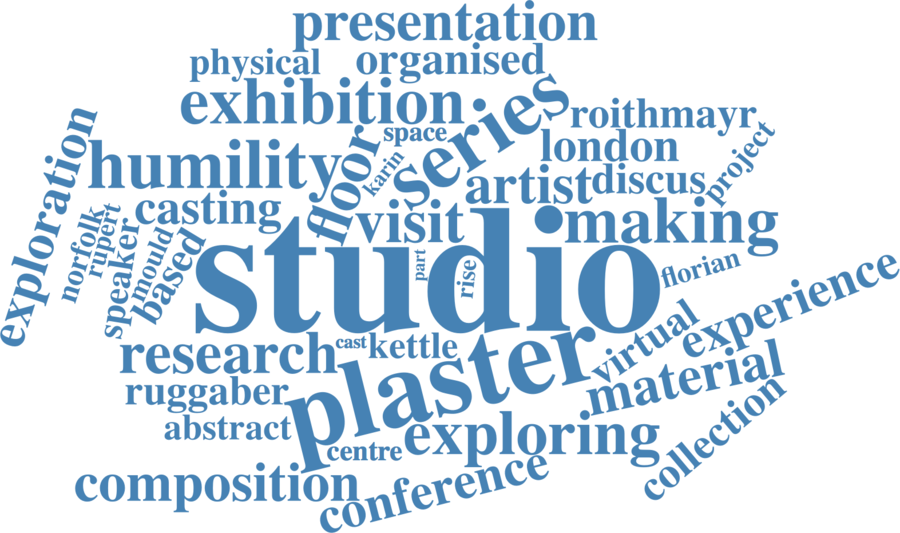 presentation
physical
organised
exhibition
series
roithmayr
space
floor
london
project
exploration
humility
karin
artist
discus
casting
visit
making
norfolk
rupert
speaker
mould
based
studio
part
rise
florian
experience
research
cast
kettle
virtual
plaster
material
ruggaber
abstract
exploring
collection
centre
composition
conference